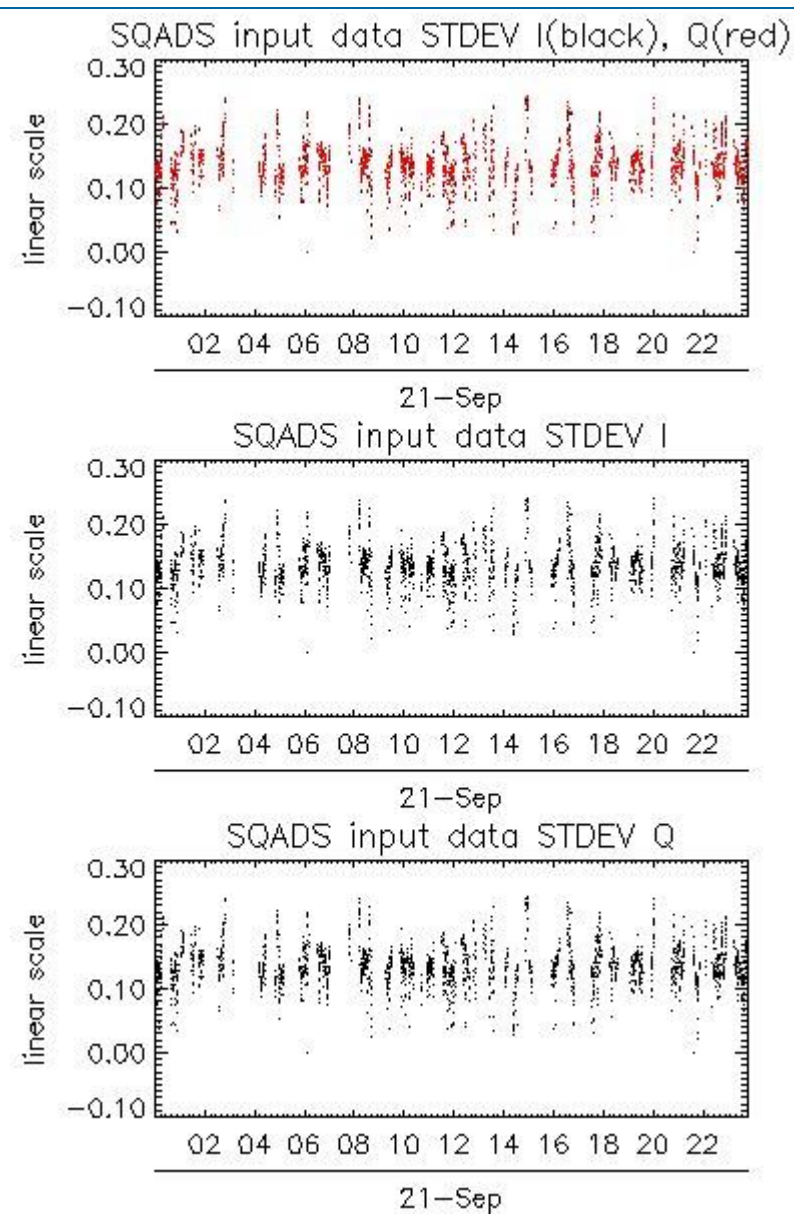 SQADS input data STDEV I(black), Q(red)
0.30
0.20
0.10
0.00
−0.10
linear scale
02 04 06 08 10 12 14 16 18 20 22
21−Sep
SQADS input data STDEV I
0.30
0.20
0.10
0.00
−0.10
linear scale
02 04 06 08 10 12 14 16 18 20 22
21−Sep
SQADS input data STDEV Q
0.30
0.20
0.10
0.00
−0.10
linear scale
02 04 06 08 10 12 14 16 18 20 22
21−Sep